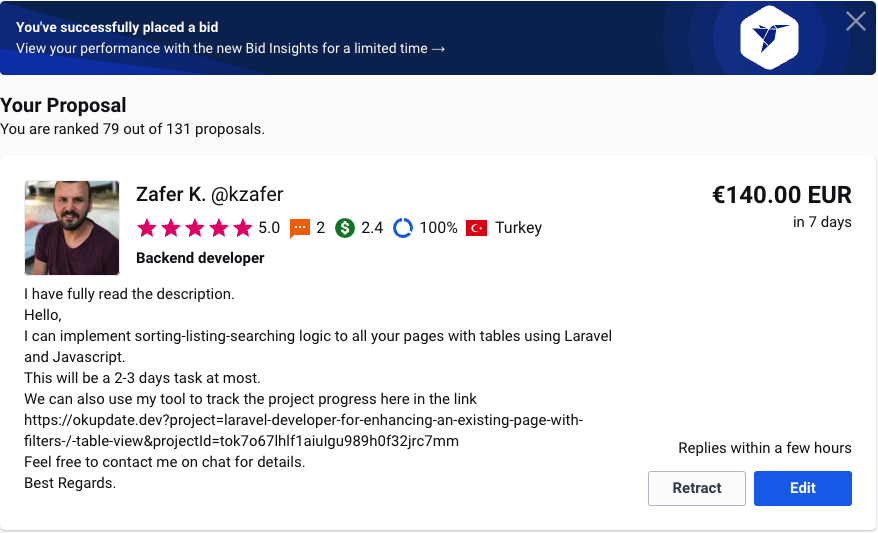 You've successfully placed a bid
View your performance with the new Bid Insights for a limited time →
Your Proposal
You are ranked 79 out of 131 proposals.
Zafer K. @kzafer
€140.00 EUR
5.0 2 $ 2.4 100% Turkey
in 7 days
Backend developer
I have fully read the description.
Hello,
I can implement sorting-listing-searching logic to all your pages with tables using Laravel
and Javascript.
This will be a 2-3 days task at most.
We can also use my tool to track the project progress here in the link
https://okupdate.dev?project=laravel-developer-for-enhancing-an-existing-page-with-
filters-/-table-view&projectId=tok7o67lhlf1aiulgu989h0f32jrc7mm
Feel free to contact me on chat for details.
Best Regards.
Replies within a few hours
Retract
Edit